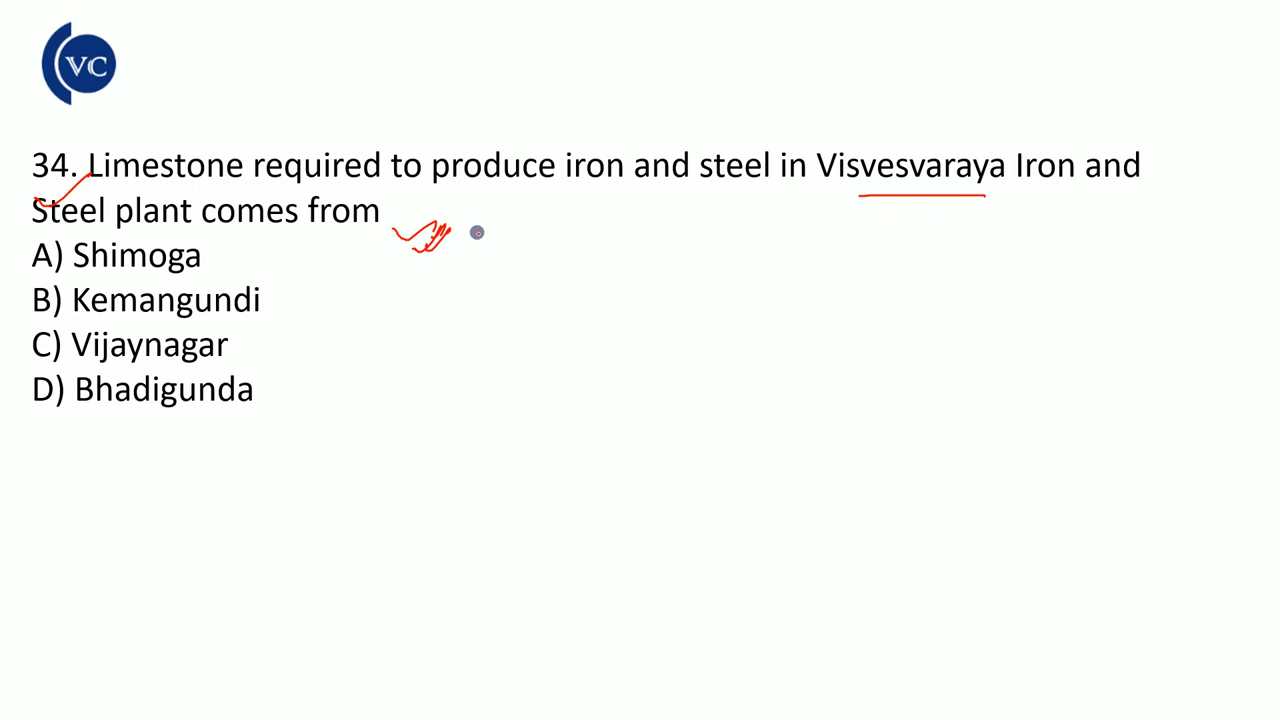 VC
34. Limestone required to produce iron and steel in Visvesvaraya Iron and
Steel plant comes from
A) Shimoga
B) Kemangundi
C) Vijaynagar
D) Bhadigunda